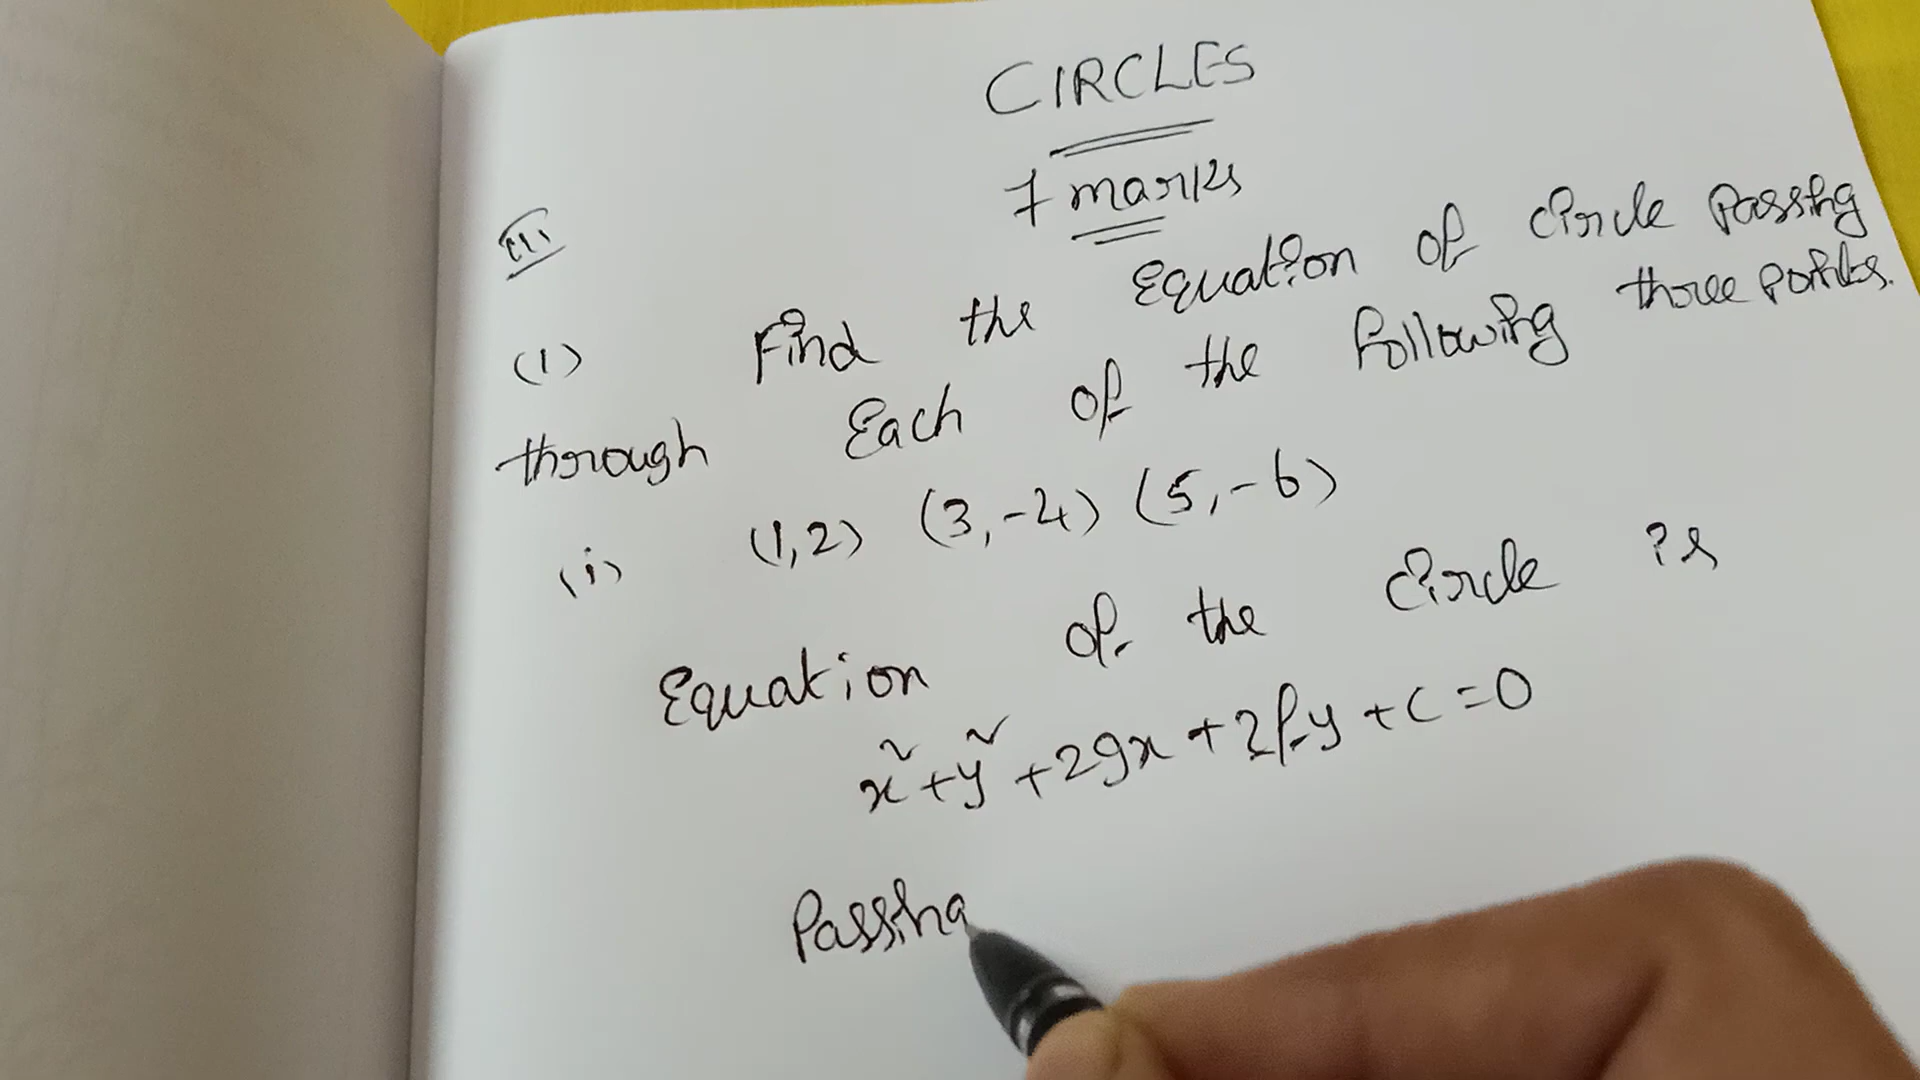 CIRCLES
7 marks
III
(1) Find the Equation of circle passing
through Each of the following three points.
(i) (1,2) (3,-4) (5,-6)
Equation of the circle is
x²+y²+2gx+2fy+c=0
Passing